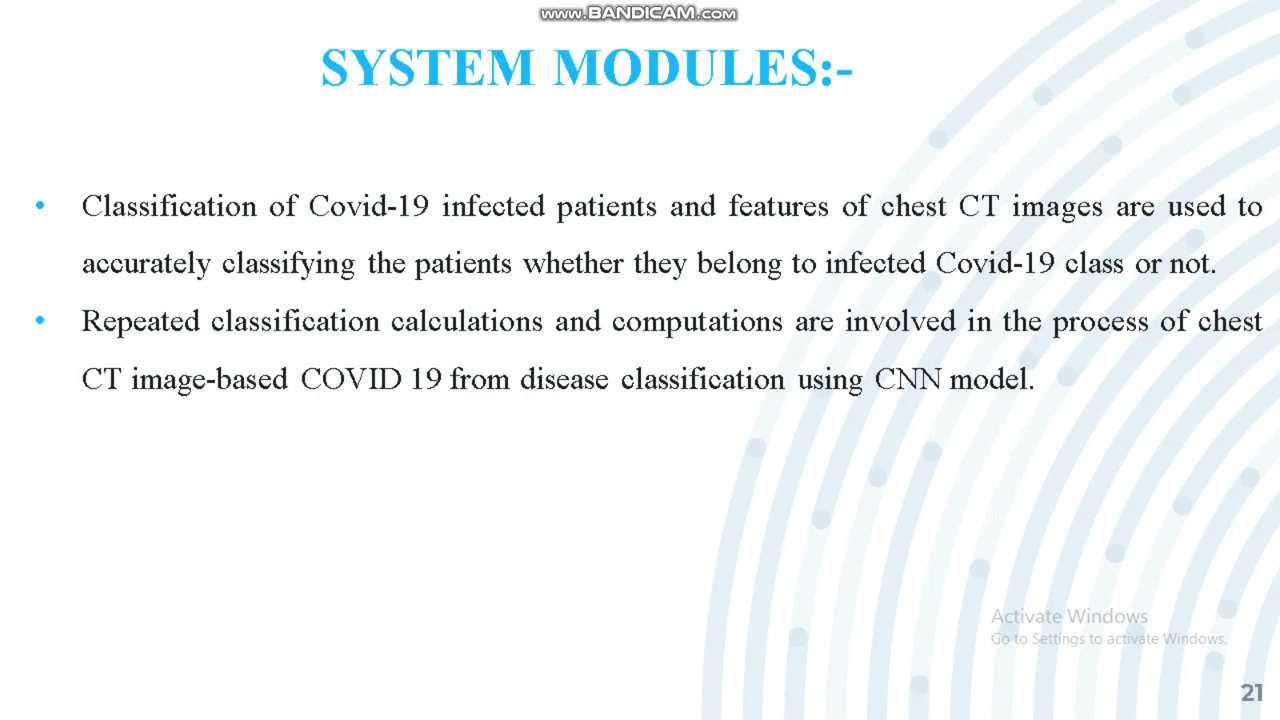 www.BANDICAM.com
SYSTEM MODULES:-
• Classification of Covid-19 infected patients and features of chest CT images are used to
accurately classifying the patients whether they belong to infected Covid-19 class or not.
• Repeated classification calculations and computations are involved in the process of chest
CT image-based COVID 19 from disease classification using CNN model.
Activate Windows
Go to Settings to activate Windows.
21